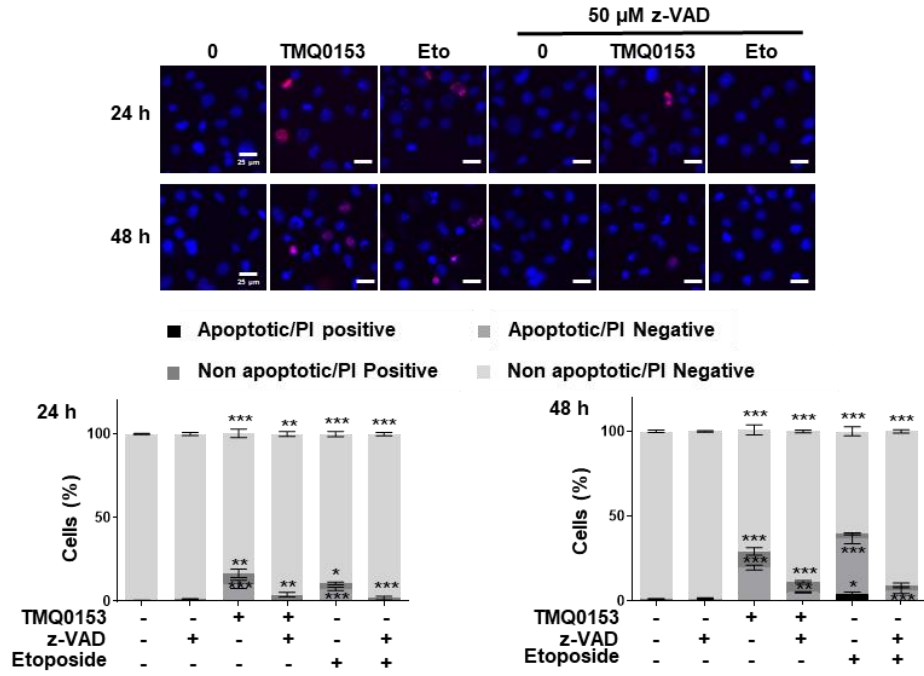 50 µM z-VAD
0 TMQ0153 Eto 0 TMQ0153 Eto
24 h
25 µm
48 h
25 µm
Apoptotic/PI positive Apoptotic/PI Negative
Non apoptotic/PI Positive Non apoptotic/PI Negative
24 h 48 h
*** ** *** *** *** *** *** ***
100 100
Cells (%) Cells (%)
50 50
** *** ** * *** *** *** *** *** ** *** * ***
0 0
TMQ0153 - - + + - - TMQ0153 - - + + - -
z-VAD - + - + - + z-VAD - + - + - +
Etoposide - - - - + + Etoposide - - - - + +